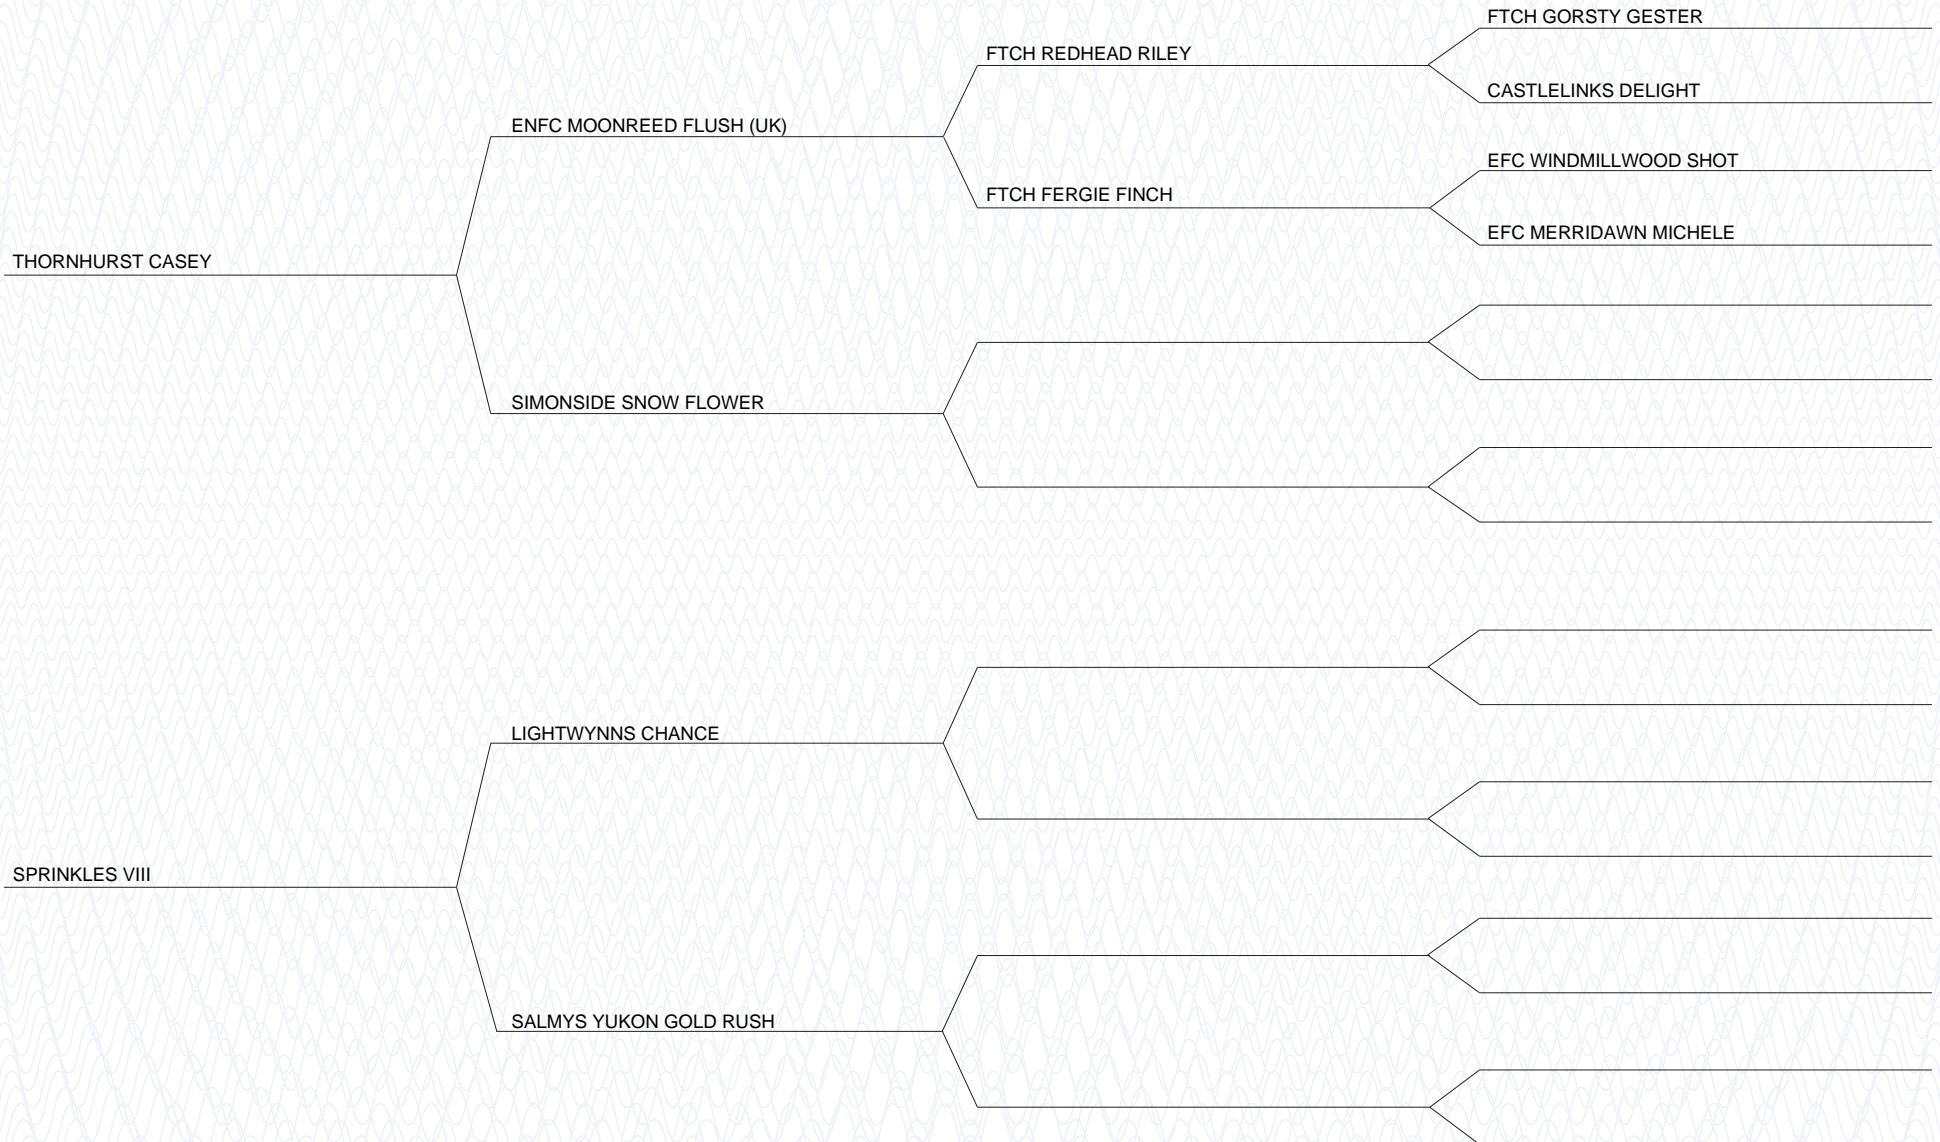 FTCH GORSTY GESTER
FTCH REDHEAD RILEY
CASTLELINKS DELIGHT
ENFC MOONREED FLUSH (UK)
EFC WINDMILLWOOD SHOT
FTCH FERGIE FINCH
EFC MERRIDAWN MICHELE
THORNHURST CASEY
SIMONSIDE SNOW FLOWER
LIGHTWYNNS CHANCE
SPRINKLES VIII
SALMYS YUKON GOLD RUSH